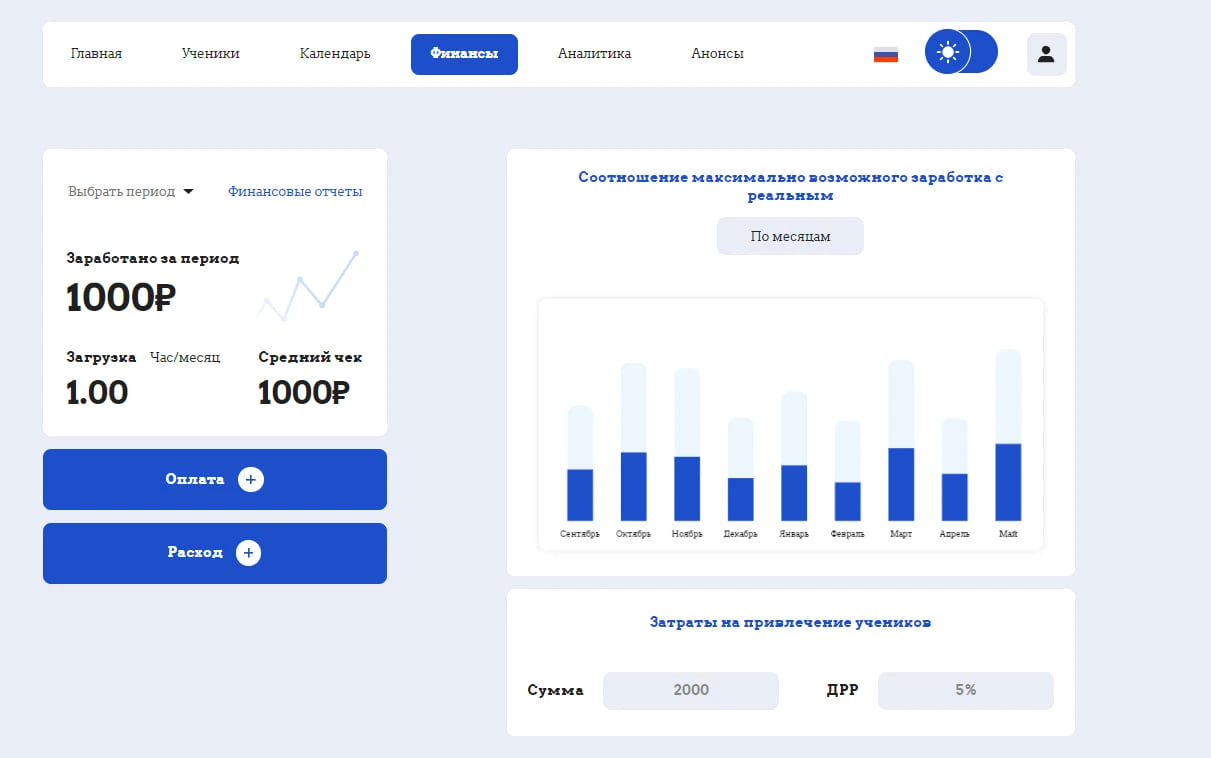 Главная Ученики Календарь Финансы Аналитика Анонсы
Выбрать период Финансовые отчеты
Заработано за период
1000₽
Загрузка Час/месяц Средний чек
1.00 1000₽
Оплата +
Расход +
Соотношение максимально возможного заработка с
реальным
По месяцам
Сентябрь Октябрь Ноябрь Декабрь Январь Февраль Март Апрель Май
Затраты на привлечение учеников
Сумма 2000 ДРР 5%